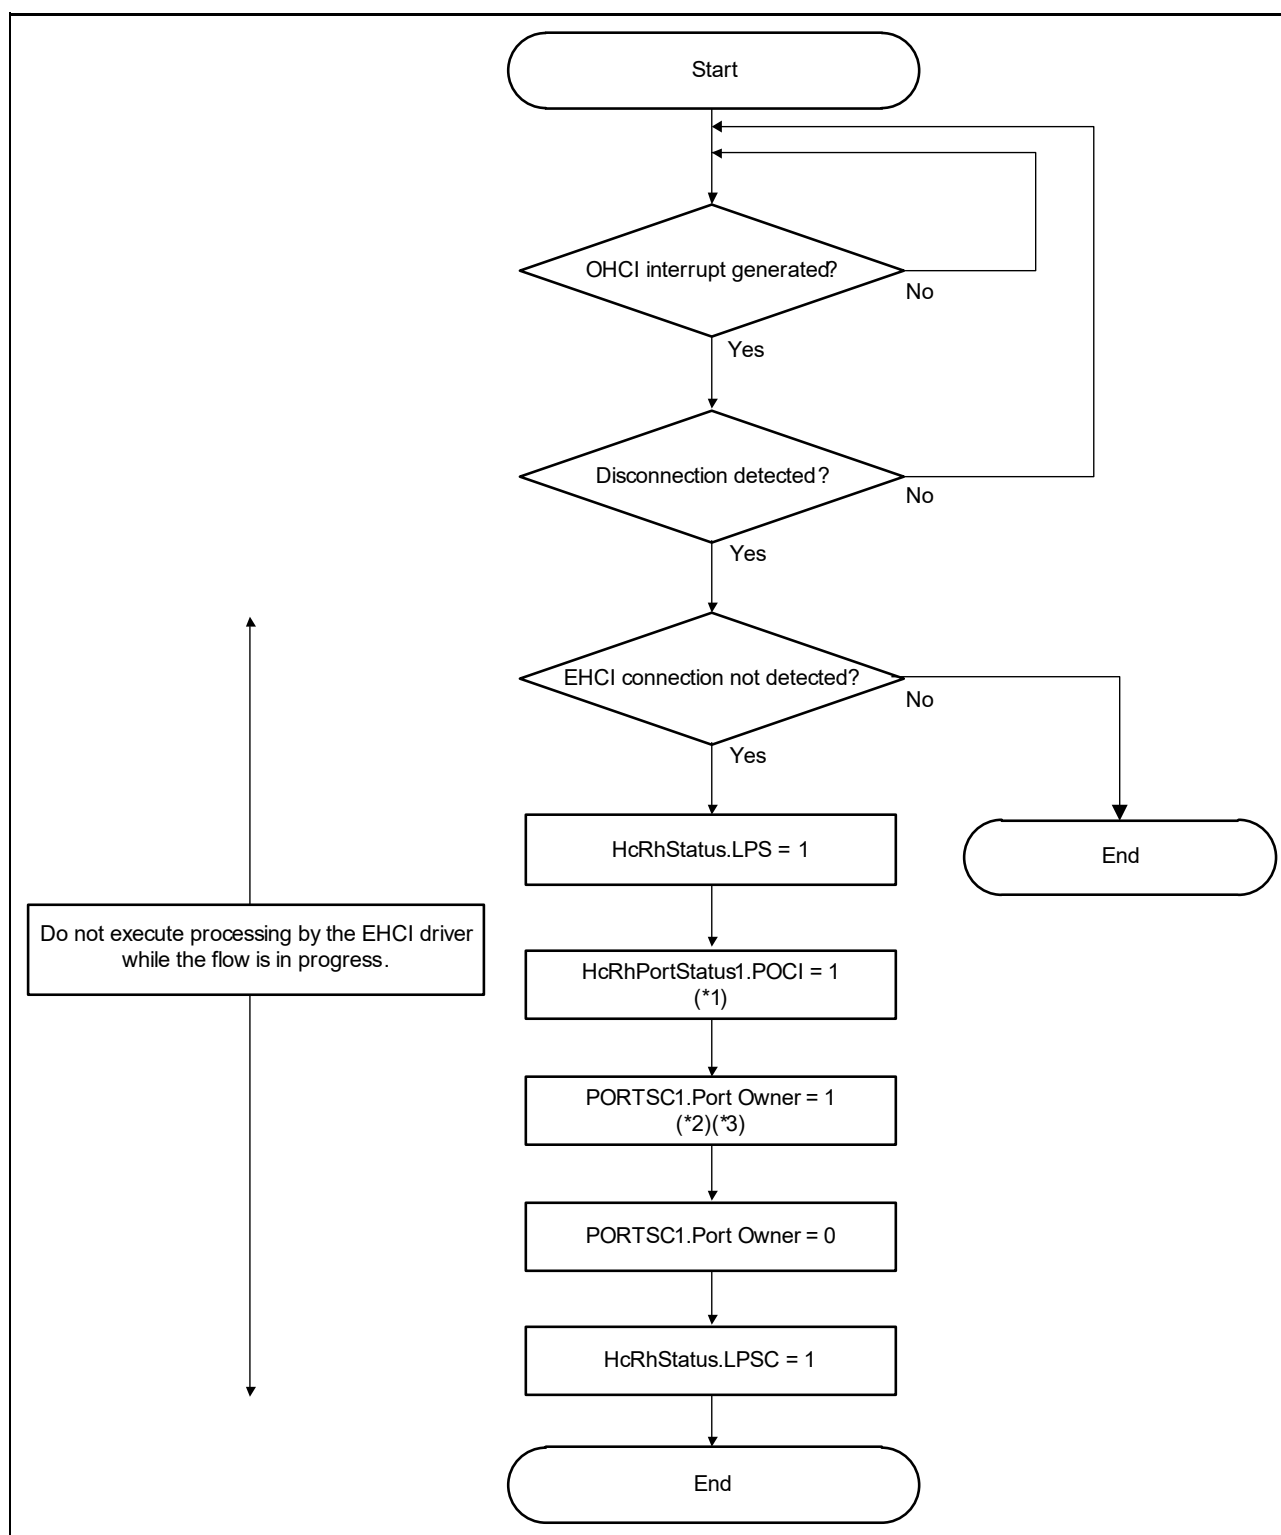 Start
OHCI interrupt generated?
No
Yes
Disconnection detected?
No
Yes
EHCI connection not detected?
No
Yes
HcRhStatus.LPS = 1
End
Do not execute processing by the EHCI driver
while the flow is in progress.
HcRhPortStatus1.POCI = 1
(*1)
PORTSC1.Port Owner = 1
(*2)(*3)
PORTSC1.Port Owner = 0
HcRhStatus.LPSC = 1
End